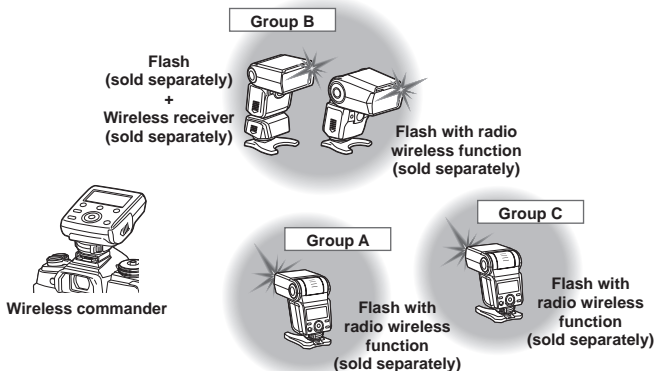 Group B
Flash
(sold separately)
+
Wireless receiver
(sold separately)
Flash with radio
wireless function
(sold separately)
Wireless commander
Group A
Flash with
radio wireless
function
(sold separately)
Group C
Flash with
radio wireless
function
(sold separately)